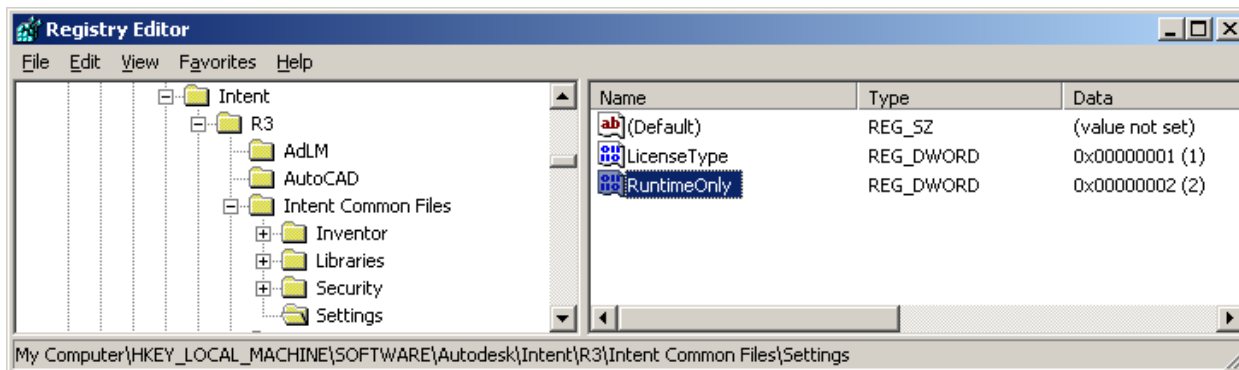 Registry Editor
File Edit View Favorites Help
Intent
R3
AdLM
AutoCAD
Intent Common Files
Inventor
Libraries
Security
Settings
Name Type Data
(Default) REG_SZ (value not set)
LicenseType REG_DWORD 0x00000001 (1)
RuntimeOnly REG_DWORD 0x00000002 (2)
My Computer\HKEY_LOCAL_MACHINE\SOFTWARE\Autodesk\Intent\R3\Intent Common Files\Settings